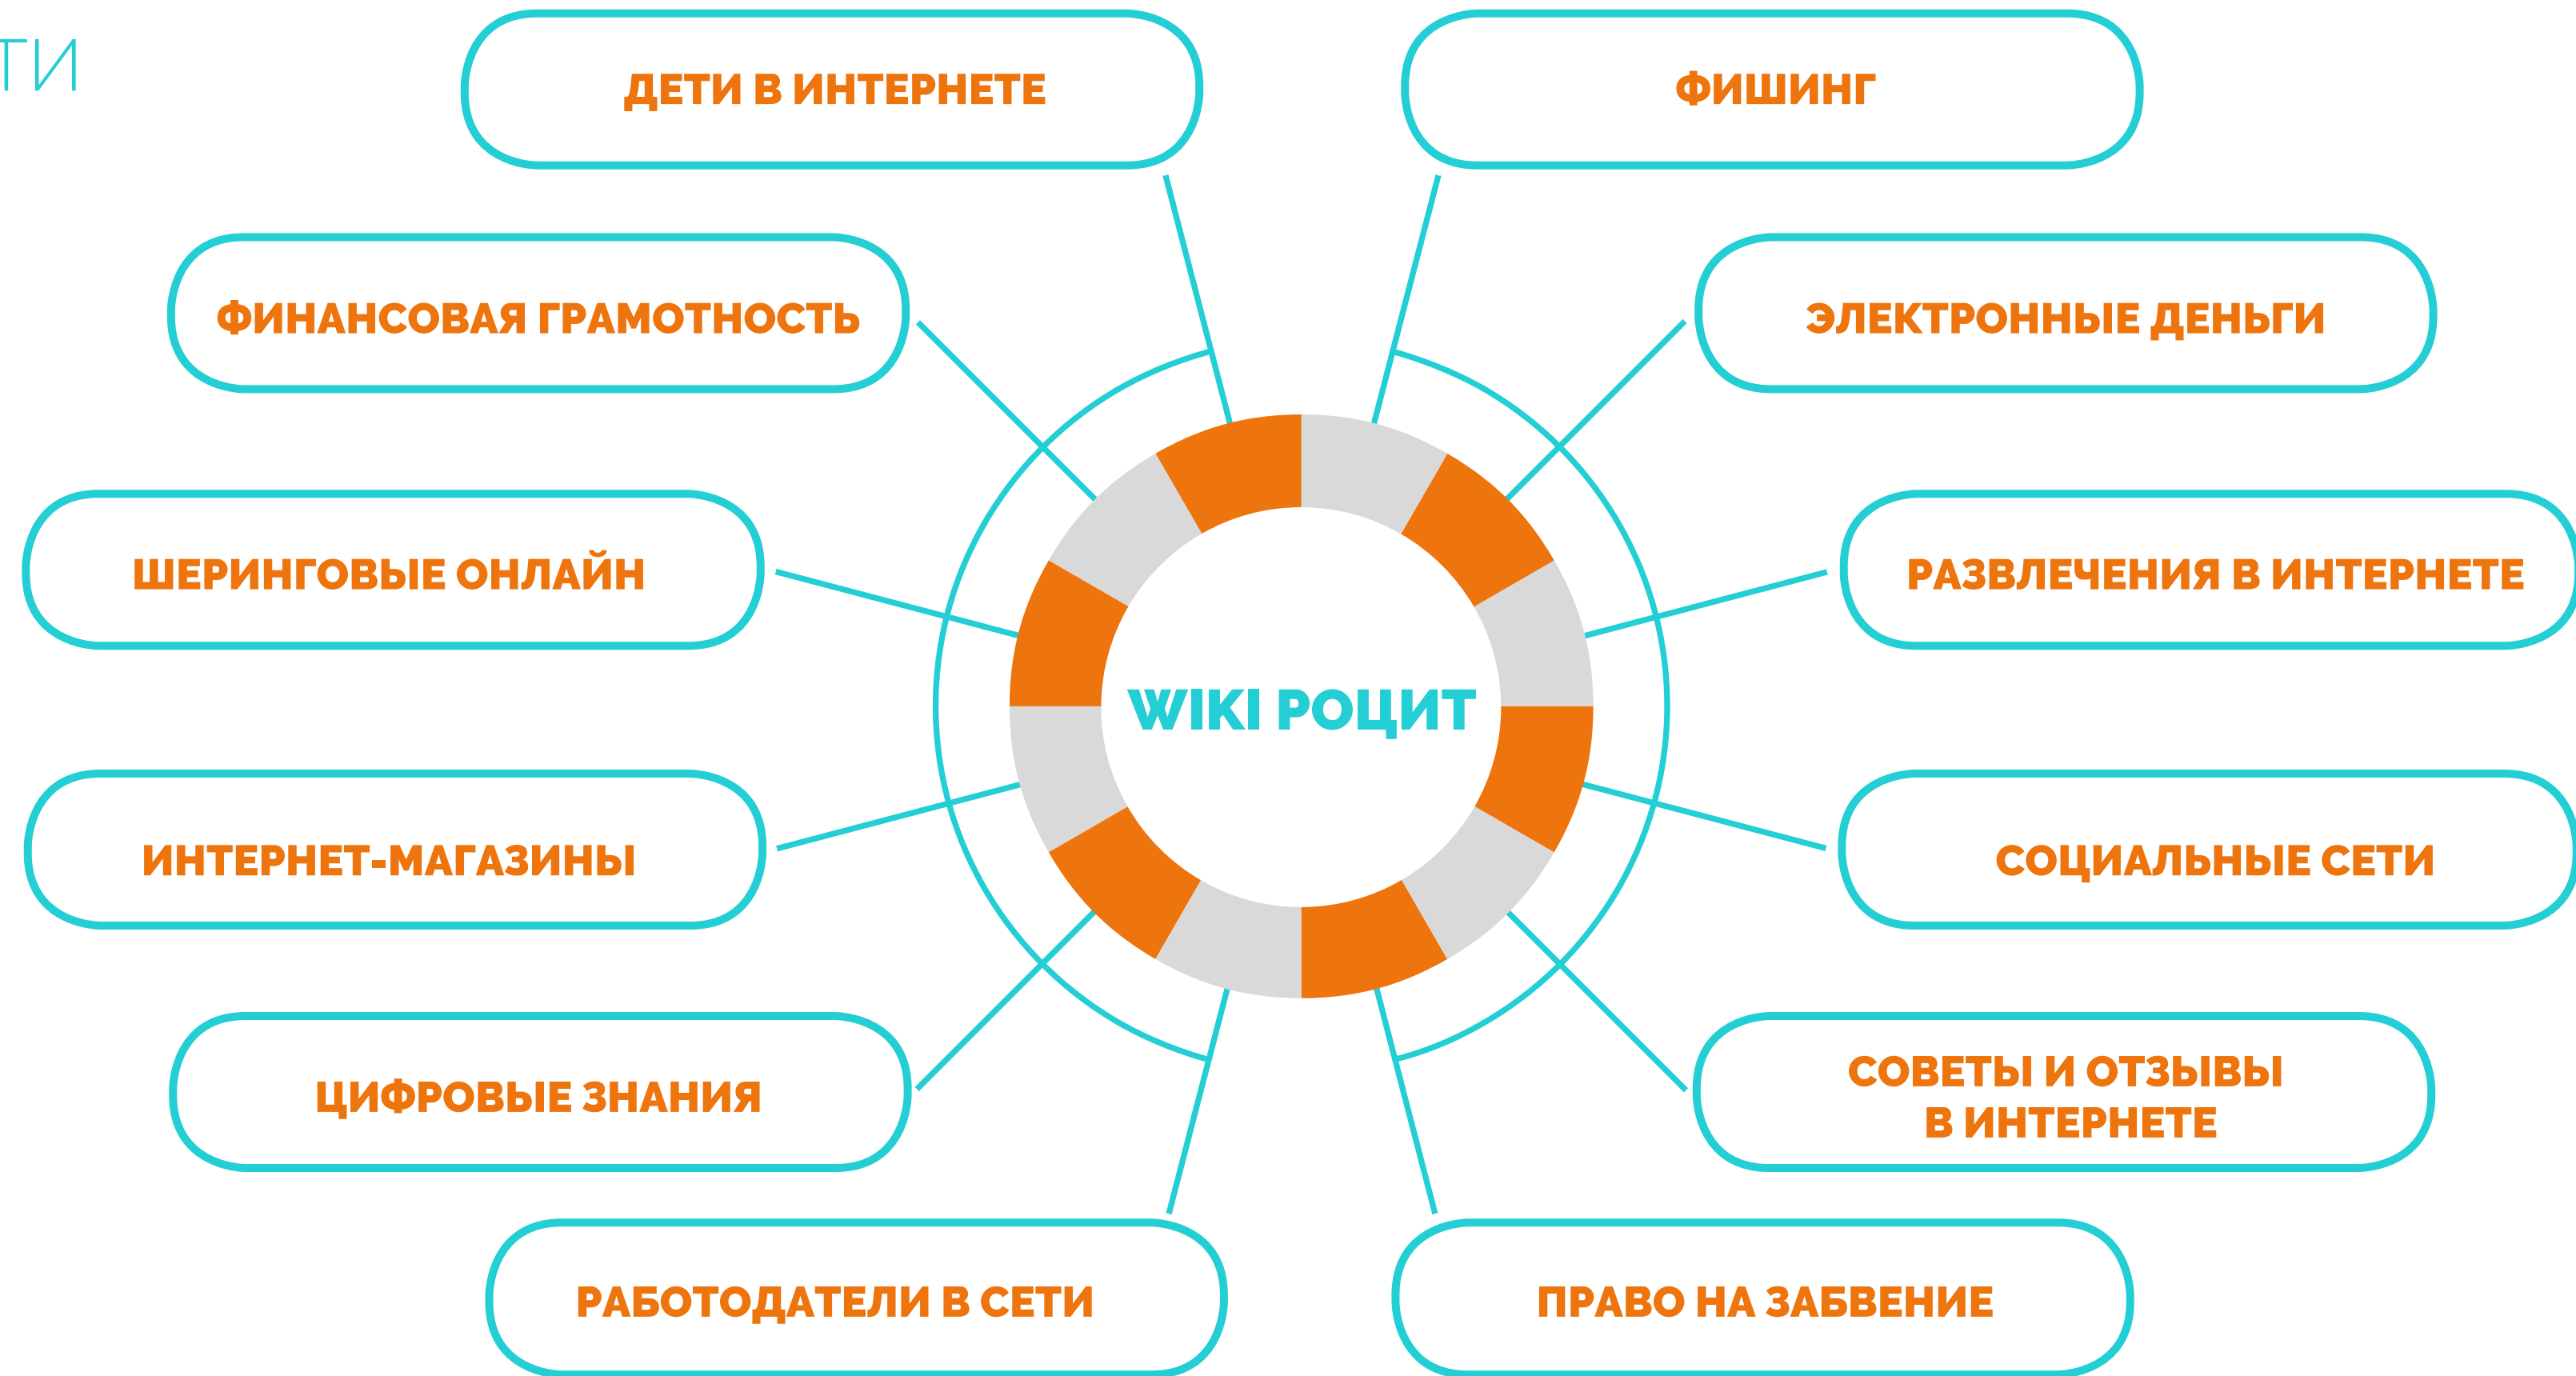 ТИ
ДЕТИ В ИНТЕРНЕТЕ
ФИШИНГ
ФИНАНСОВАЯ ГРАМОТНОСТЬ
ЭЛЕКТРОННЫЕ ДЕНЬГИ
ШЕРИНГОВЫЕ ОНЛАЙН
РАЗВЛЕЧЕНИЯ В ИНТЕРНЕТЕ
WIKI РОЦИТ
ИНТЕРНЕТ-МАГАЗИНЫ
СОЦИАЛЬНЫЕ СЕТИ
ЦИФРОВЫЕ ЗНАНИЯ
СОВЕТЫ И ОТЗЫВЫ
В ИНТЕРНЕТЕ
РАБОТОДАТЕЛИ В СЕТИ
ПРАВО НА ЗАБВЕНИЕ